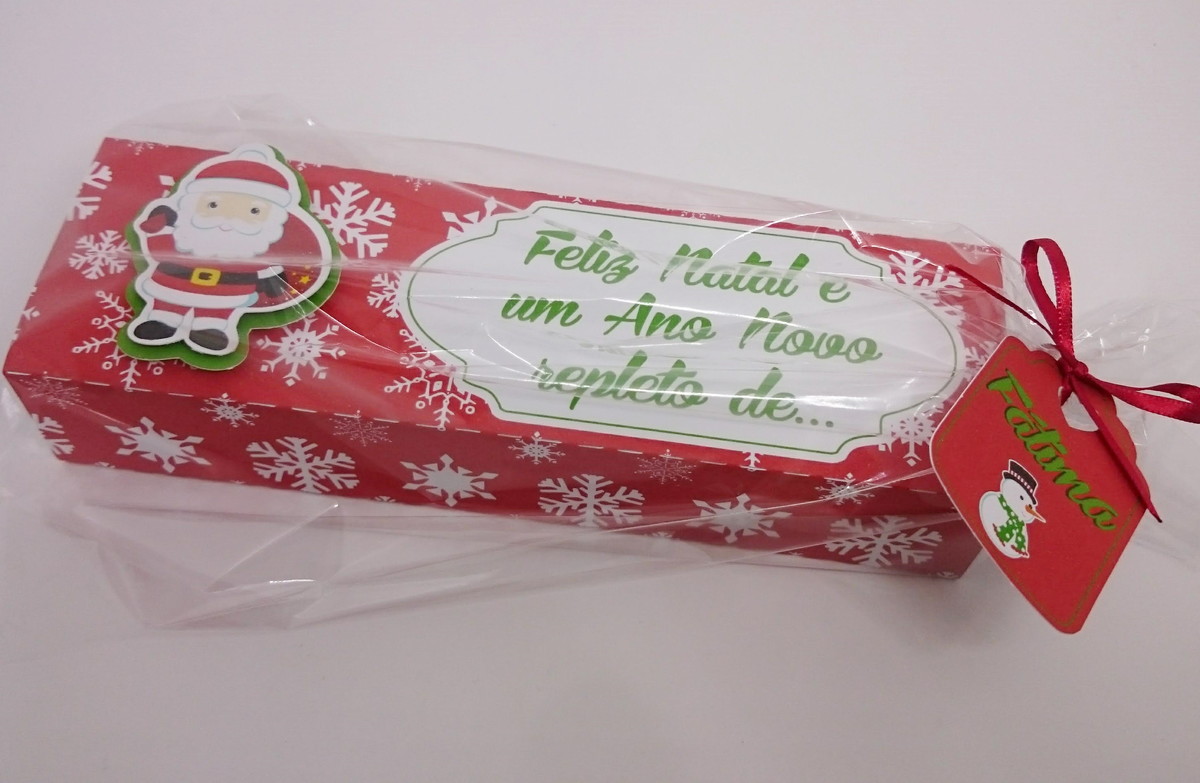 Feliz Natal e
um Ano Novo
repleto de...
Fátima